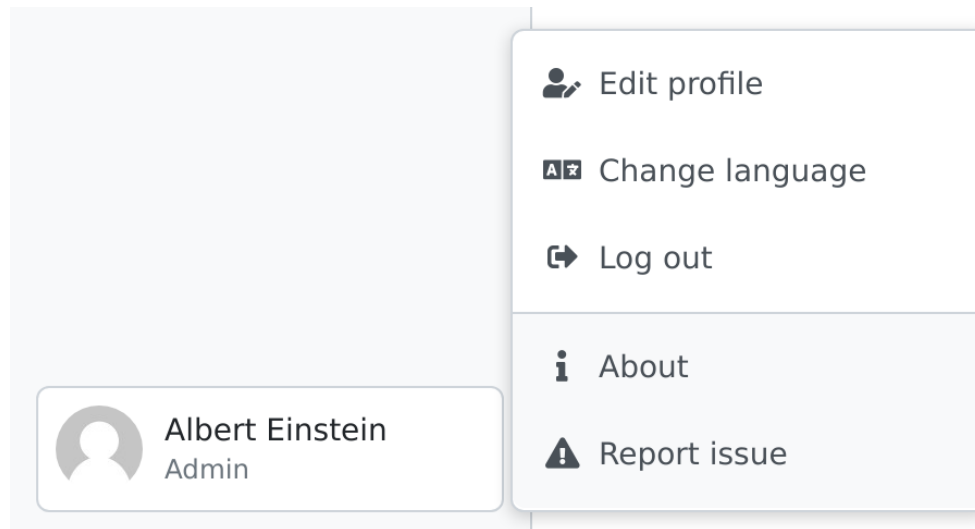 Edit profile
Change language
Log out
About
Report issue
Albert Einstein
Admin